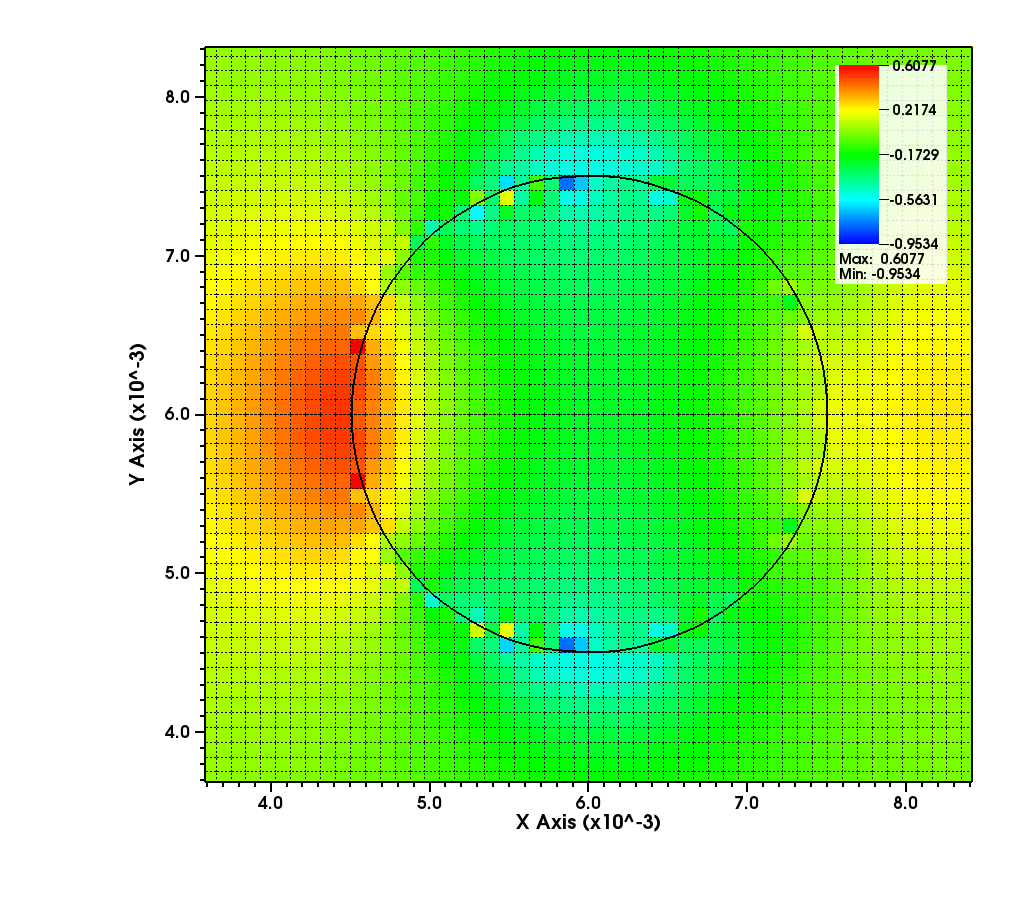 8.0
7.0
6.0
5.0
4.0
Y Axis (x10^-3)
4.0 5.0 6.0 7.0 8.0
X Axis (x10^-3)
0.6077
0.2174
-0.1729
-0.5631
-0.9534
Max: 0.6077
Min: -0.9534